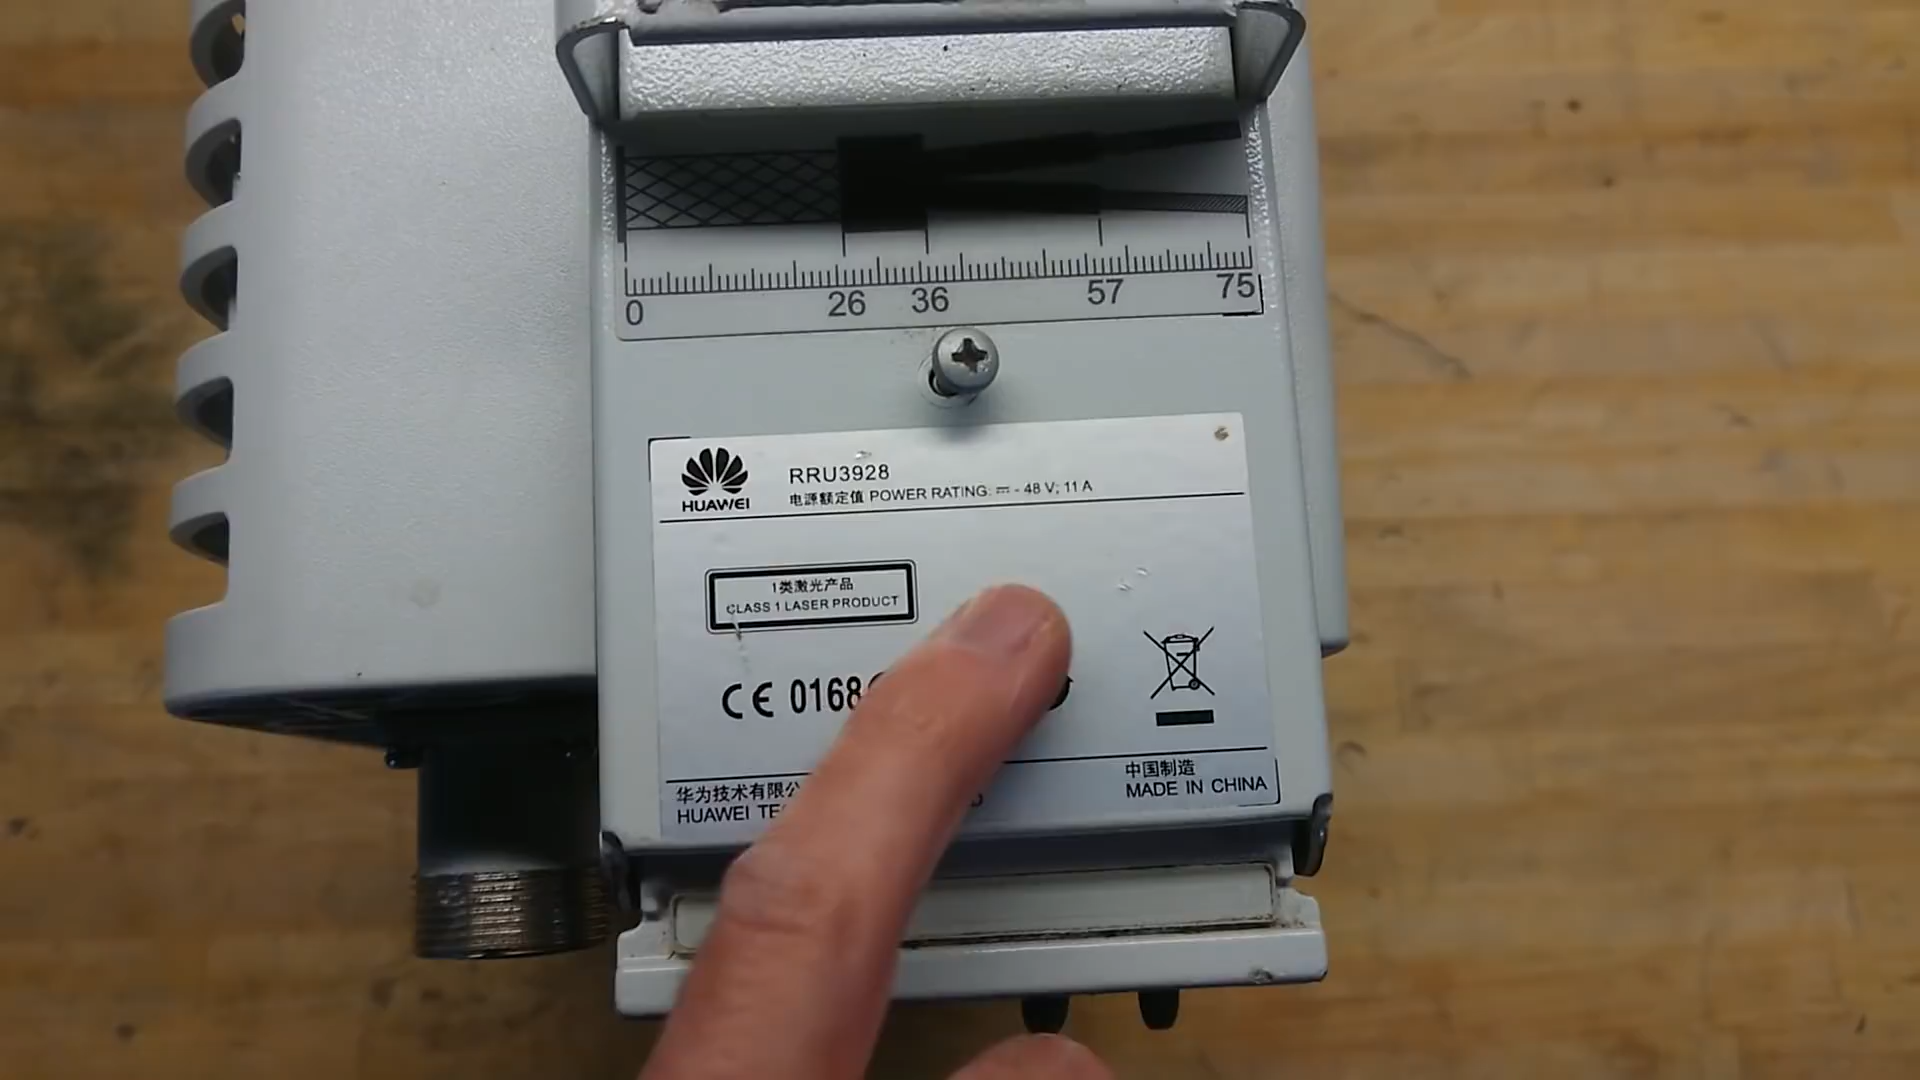 0 26 36 57 75
HUAWEI
RRU3928
电源额定值 POWER RATING: ⎓ - 48 V; 11 A
1类激光产品
CLASS 1 LASER PRODUCT
CE 0168
华为技术有限
HUAWEI
中国制造
MADE IN CHINA